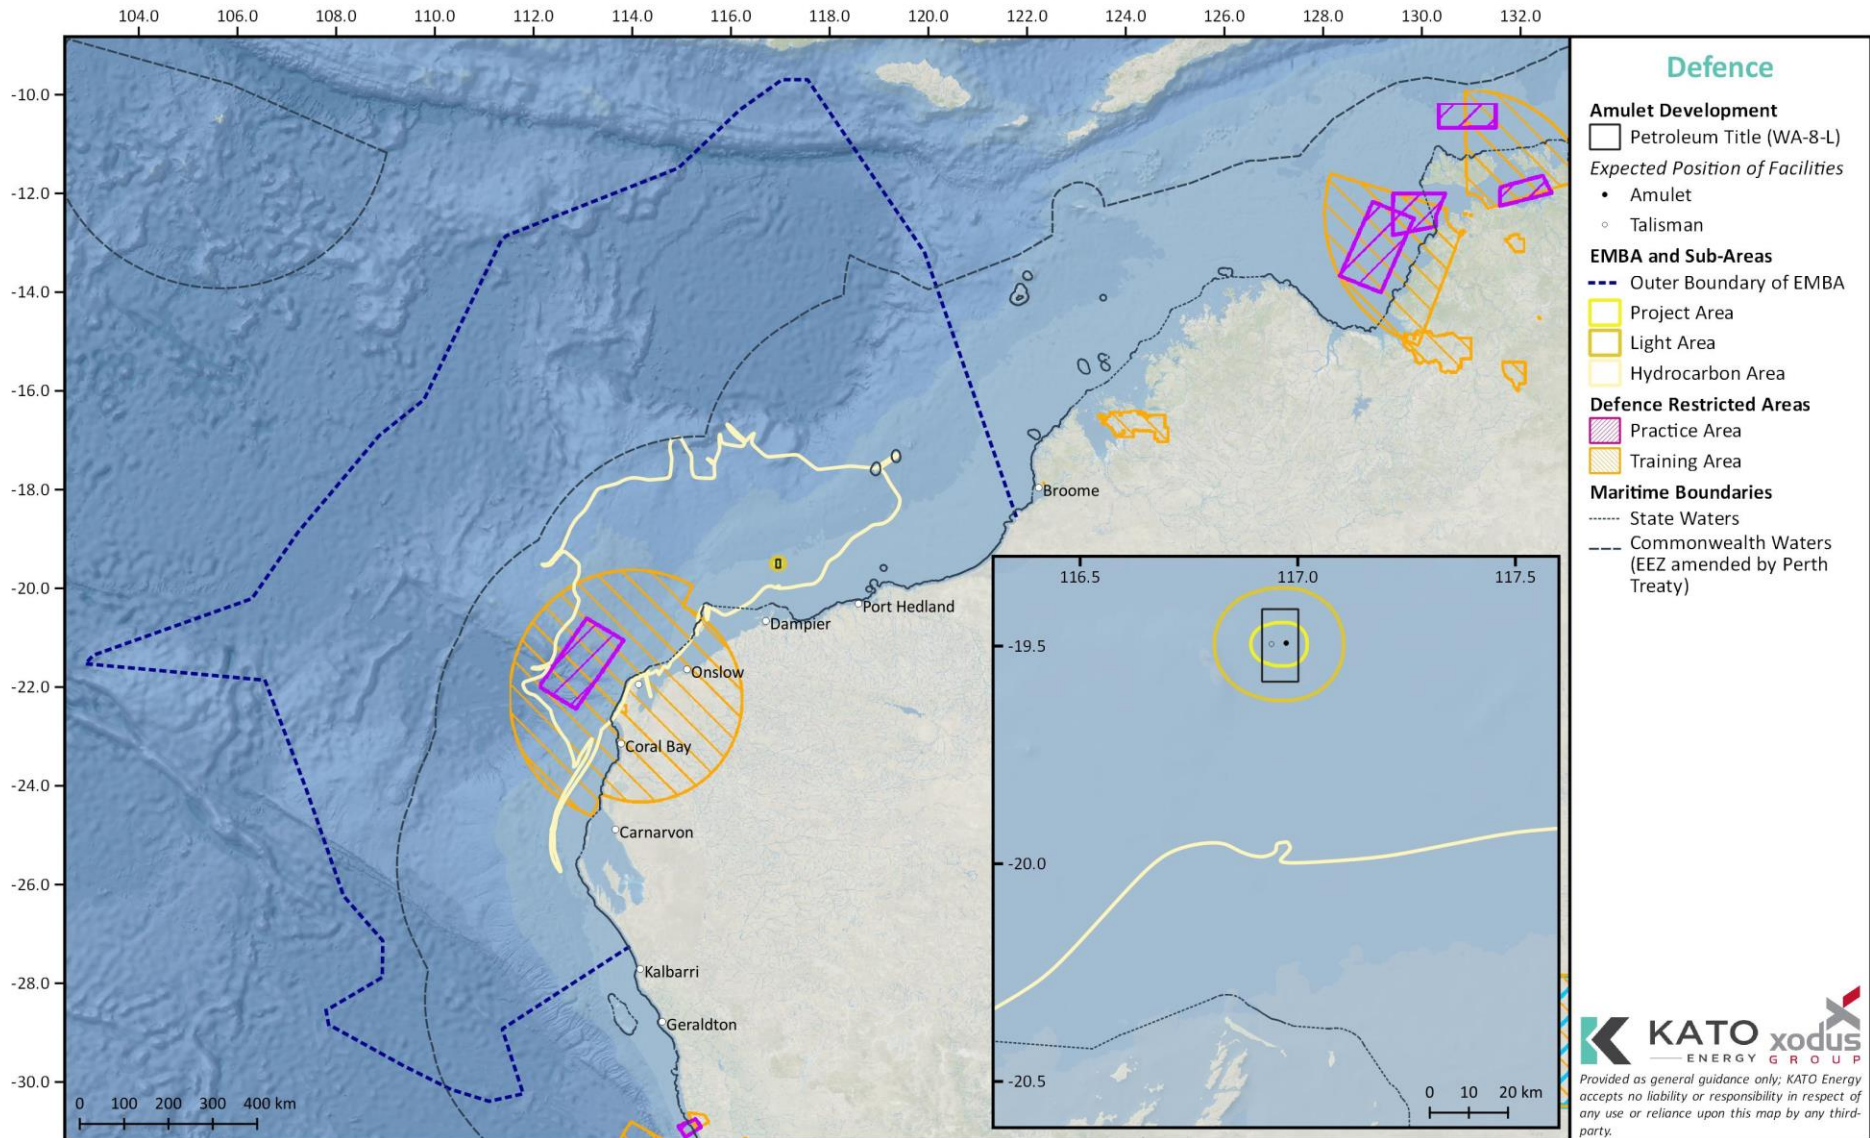 104.0 106.0 108.0 110.0 112.0 114.0 116.0 118.0 120.0 122.0 124.0 126.0 128.0 130.0 132.0
-10.0
-12.0
-14.0
-16.0
-18.0
-20.0
-22.0
-24.0
-26.0
-28.0
-30.0
Broome
Port Hedland
Dampier
Onslow
Coral Bay
Carnarvon
Kalbarri
Geraldton
0 100 200 300 400 km
116.5 117.0 117.5
-19.5
-20.0
-20.5
0 10 20 km
Defence
Amulet Development
Petroleum Title (WA-8-L)
Expected Position of Facilities
Amulet
Talisman
EMBA and Sub-Areas
Outer Boundary of EMBA
Project Area
Light Area
Hydrocarbon Area
Defence Restricted Areas
Practice Area
Training Area
Maritime Boundaries
State Waters
Commonwealth Waters
(EEZ amended by Perth
Treaty)
KATO
ENERGY
xodus
GROUP
Provided as general guidance only; KATO Energy
accepts no liability or responsibility in respect of
any use or reliance upon this map by any third-
party.